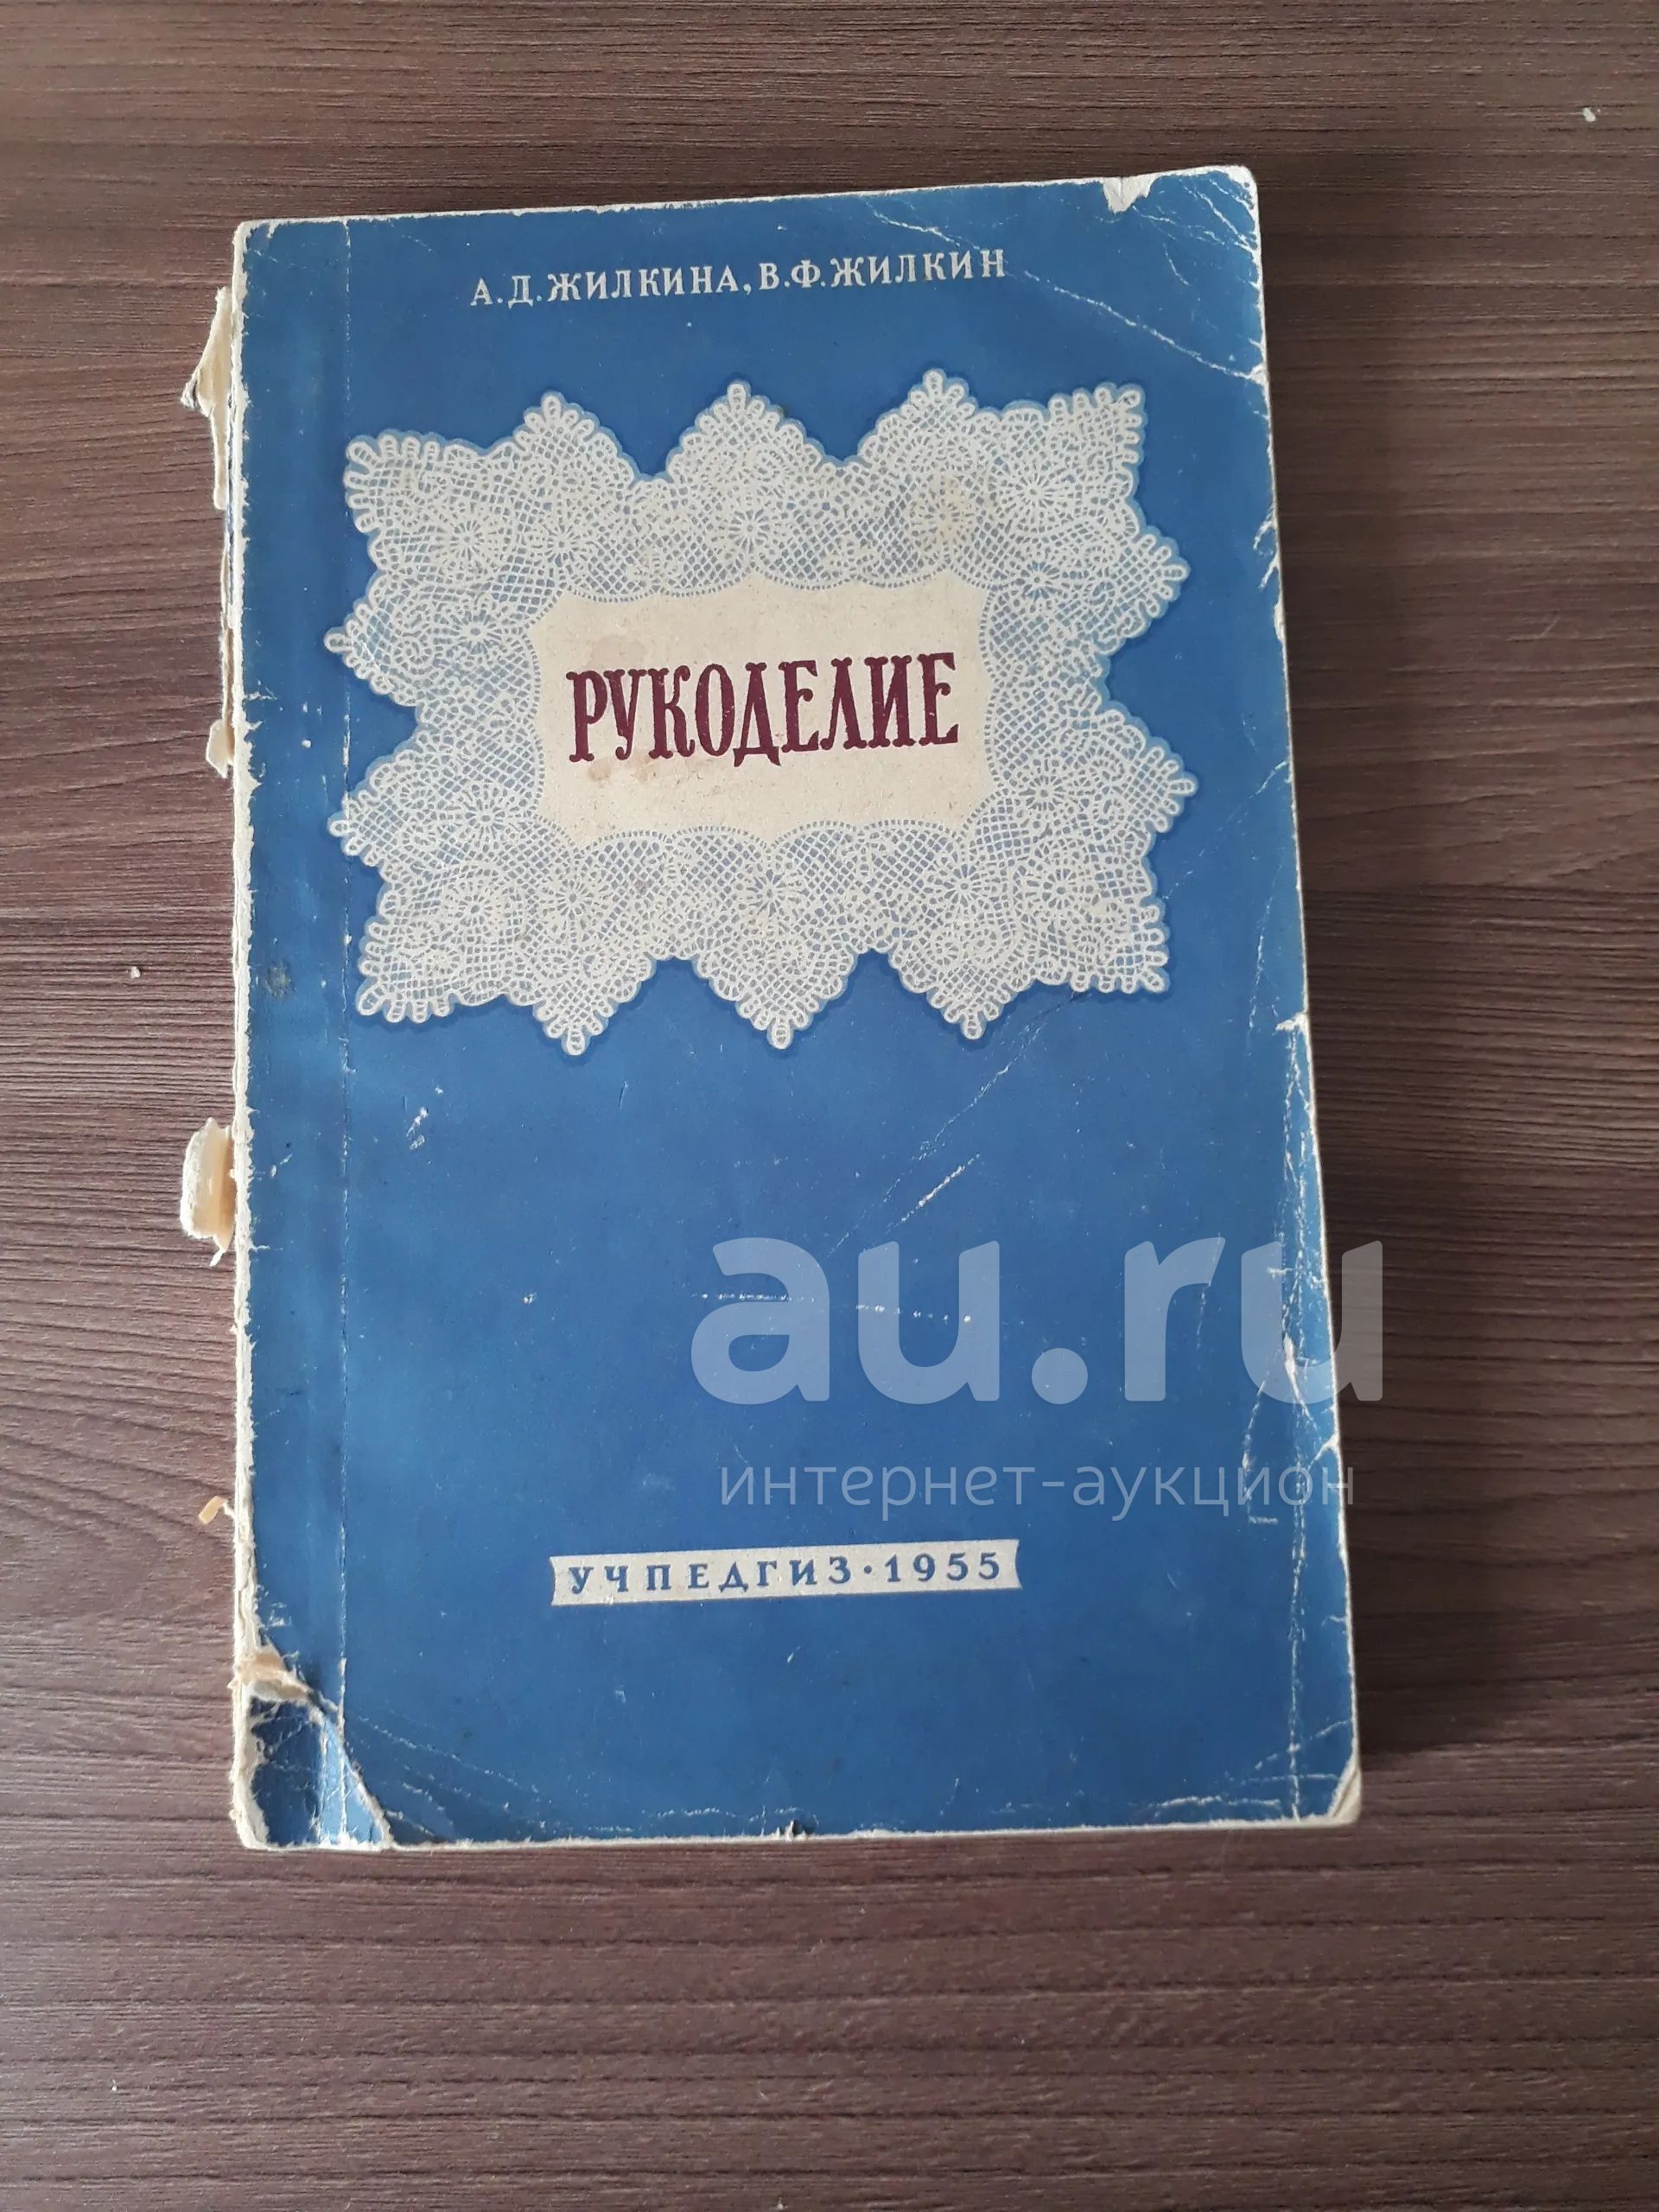 А.Д.ЖИЛКИНА, В.Ф.ЖИЛКИН
РУКОДЕЛИЕ
au.ru
интернет-аукцион
УЧПЕДГИЗ·1955